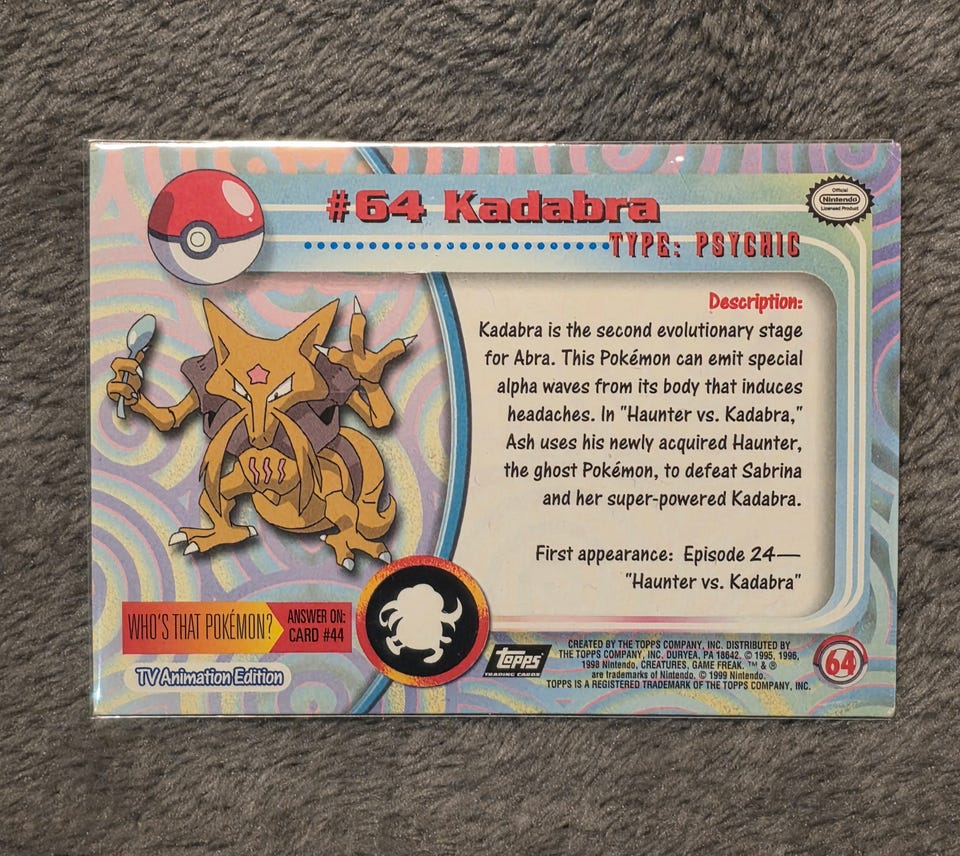 #64 Kadabra
Official
Nintendo
Licensed Product
TYPE: PSYCHIC
Description:
Kadabra is the second evolutionary stage
for Abra. This Pokémon can emit special
alpha waves from its body that induces
headaches. In "Haunter vs. Kadabra,"
Ash uses his newly acquired Haunter,
the ghost Pokémon, to defeat Sabrina
and her super-powered Kadabra.
First appearance: Episode 24—
"Haunter vs. Kadabra"
WHO'S THAT POKÉMON?
ANSWER ON:
CARD #44
TV Animation Edition
Topps
TRADING CARDS
CREATED BY THE TOPPS COMPANY, INC. DISTRIBUTED BY
THE TOPPS COMPANY, INC. DURYEA, PA 18642. © 1995, 1996,
1998 Nintendo, CREATURES, GAME FREAK. ™ & ®
are trademarks of Nintendo. © 1999 Nintendo.
TOPPS IS A REGISTERED TRADEMARK OF THE TOPPS COMPANY, INC.
64